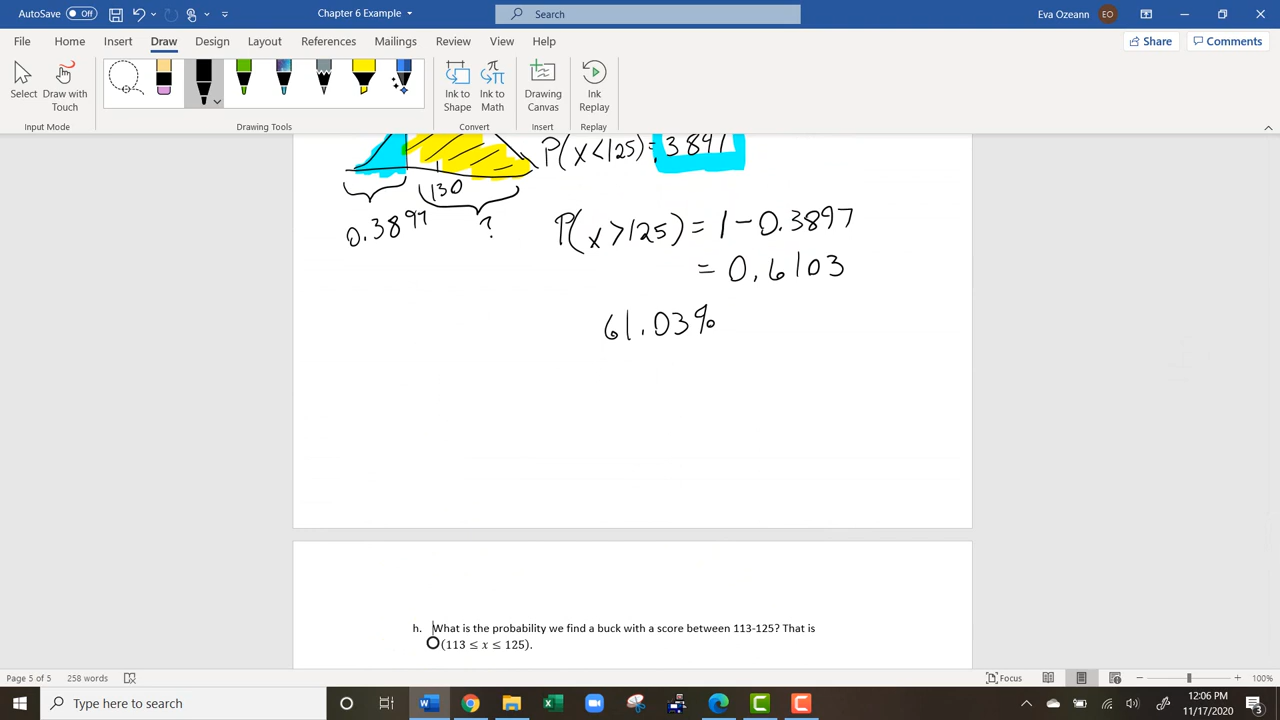 AutoSave Off Chapter 6 Example Search Eva Ozeann EO
File Home Insert Draw Design Layout References Mailings Review View Help Share Comments
Select Draw with Touch Ink to Shape Ink to Math Drawing Canvas Ink Replay
Input Mode Drawing Tools Convert Insert Replay
P(x<125)=.3897
130
0.3897 ? P(x>125) = 1-0.3897
= 0.6103
61.03%
h. What is the probability we find a buck with a score between 113-125? That is
(113 ≤ x ≤ 125).
Page 5 of 5 258 words Focus 100%
Type here to search 12:06 PM
11/17/2020